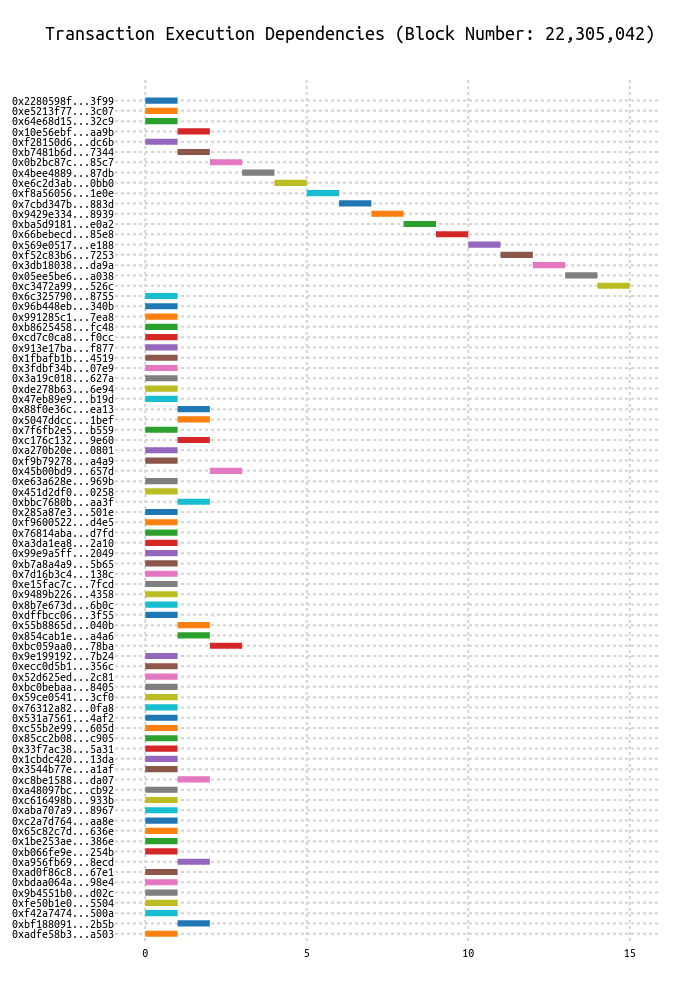 Transaction Execution Dependencies (Block Number: 22,305,042)
0x2280598f...3f99
0xe5213f77...3c07
0x64e68d15...32c9
0x10e56ebf...aa9b
0xf28150d6...dc6b
0xb7481b6d...7344
0x0b2bc87c...85c7
0x4bee4889...87db
0xe6c2d3ab...0bb0
0xf8a56056...1e0e
0x7cbd347b...883d
0x9429e334...8939
0xba5d9181...e0a2
0x66bebecd...85e8
0x569e0517...e188
0xf52c83b6...7253
0x3db18038...da9a
0x05ee5be6...a038
0xc3472a99...526c
0x6c325790...8755
0x96b448eb...340b
0x991285c1...7ea8
0xb8625458...fc48
0xcd7c0ca8...f0cc
0x913e17ba...f877
0x1fbafb1b...4519
0x3fdbf34b...07e9
0x3a19c018...627a
0xde278b63...6e94
0x47eb89e9...b19d
0x88f0e36c...ea13
0x5047ddcc...1bef
0x7f6fb2e5...b559
0xc176c132...9e60
0xa270b20e...0801
0xf9b79278...a4a9
0x45b00bd9...657d
0xe63a628e...969b
0x451d2df0...0258
0xbbc7680b...aa3f
0x285a87e3...501e
0xf9600522...d4e5
0x76814aba...d7fd
0xa3da1ea8...2a10
0x99e9a5ff...2049
0xb7a8a4a9...5b65
0x7d16b3c4...138c
0xe15fac7c...7fcd
0x9489b226...4358
0x8b7e673d...6b0c
0xdffbcc06...3f55
0x55b8865d...040b
0x854cab1e...a4a6
0xbc059aa0...78ba
0x9e199192...7b24
0xecc0d5b1...356c
0x52d625ed...2c81
0xbc0bebaa...8405
0x59ce0541...3cf0
0x76312a82...0fa8
0x531a7561...4af2
0xc55b2e99...605d
0x85cc2b08...c905
0x33f7ac38...5a31
0x1cbdc420...13da
0x3544b77e...a1af
0xc8be1588...da07
0xa48097bc...cb92
0xc616498b...933b
0xaba707a9...8967
0xc2a7d764...aa8e
0x65c82c7d...636e
0x1be253ae...386e
0xb066fe9e...254b
0xa956fb69...8ecd
0xad0f86c8...67e1
0xbdaa064a...98e4
0x9b4551b0...d02c
0xfe50b1e0...5504
0xf42a7474...500a
0xbf188091...2b5b
0xadfe58b3...a503
0 5 10 15